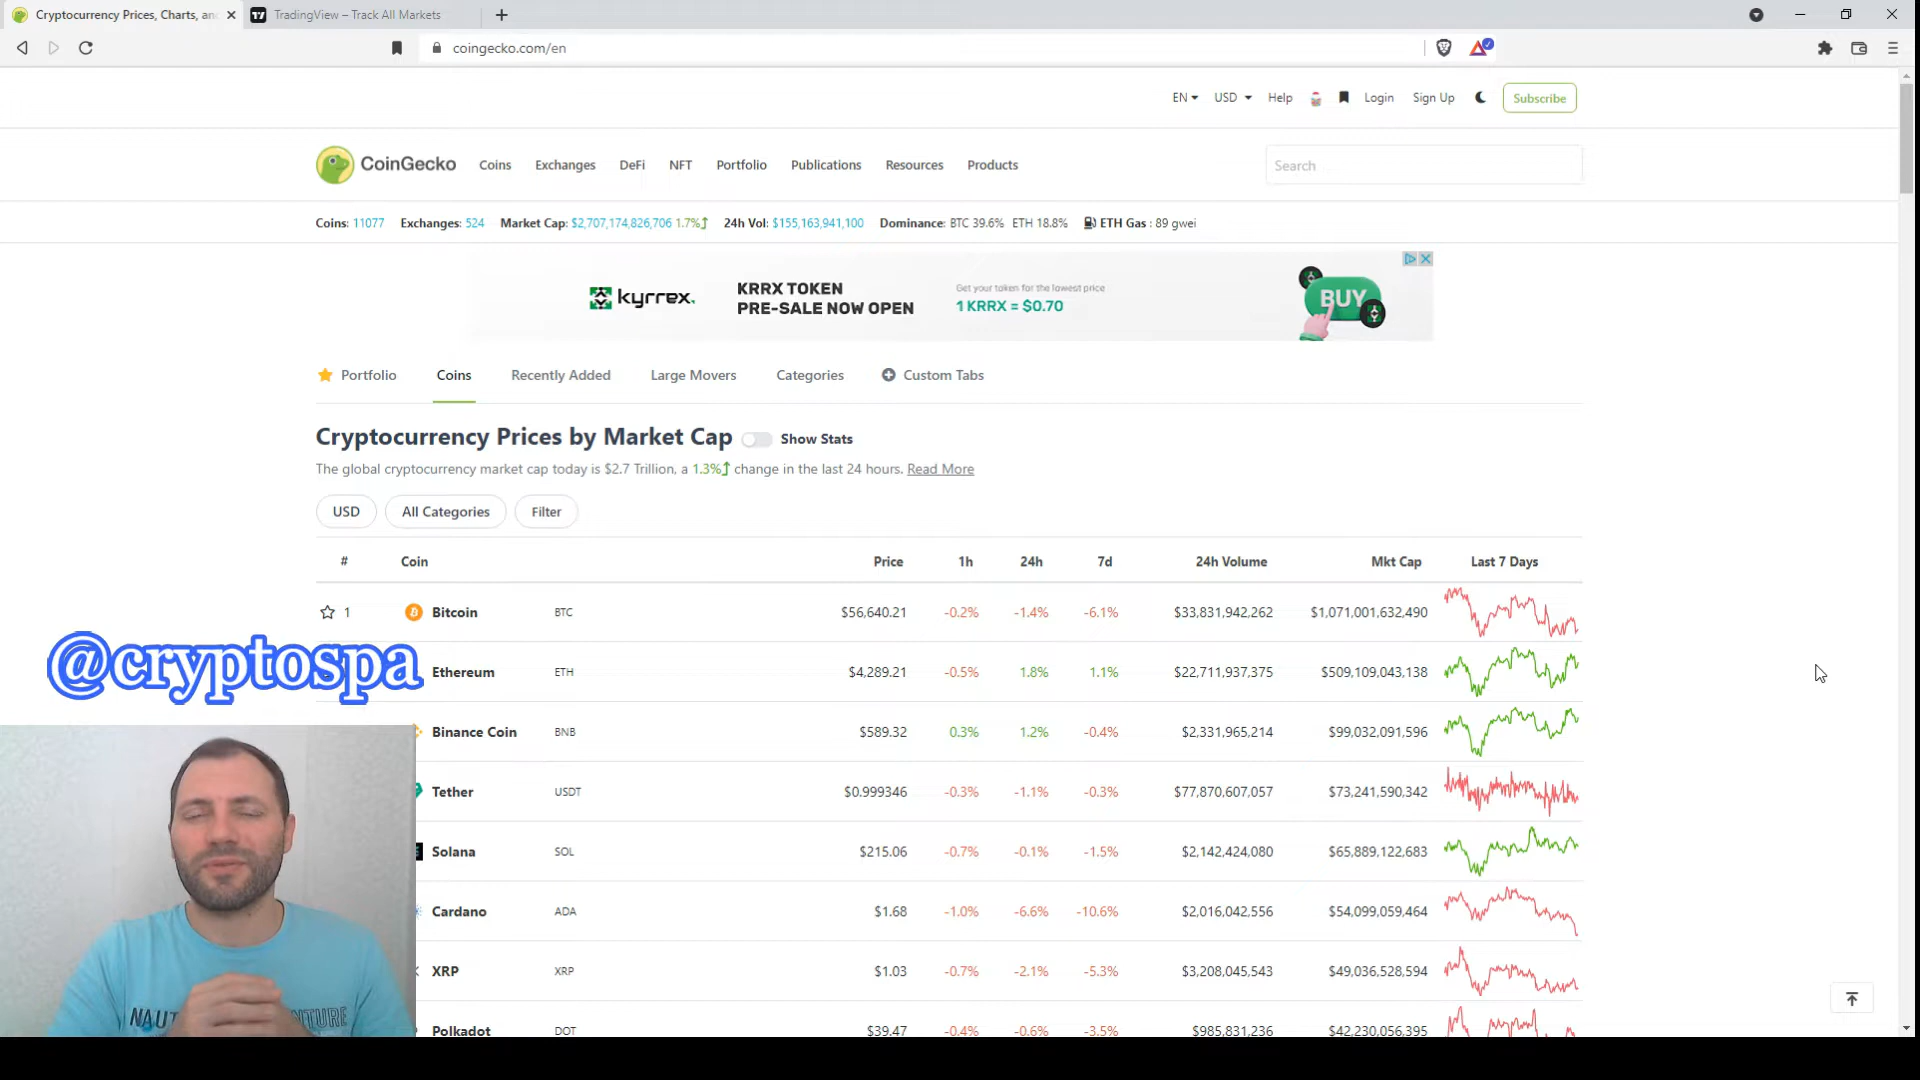 Cryptocurrency Prices, Charts, an
TradingView – Track All Markets
coingecko.com/en
EN USD Help Login Sign Up Subscribe
CoinGecko Coins Exchanges DeFi NFT Portfolio Publications Resources Products Search
Coins: 11077 Exchanges: 524 Market Cap: $2,707,174,826,706 1.7% 24h Vol: $155,163,941,100 Dominance: BTC 39.6% ETH 18.8% ETH Gas : 89 gwei
kyrrex. KRRX TOKEN PRE-SALE NOW OPEN Get your token for the lowest price 1 KRRX = $0.70 BUY
Portfolio Coins Recently Added Large Movers Categories Custom Tabs
Cryptocurrency Prices by Market Cap Show Stats
The global cryptocurrency market cap today is $2.7 Trillion, a 1.3% change in the last 24 hours. Read More
USD All Categories Filter
# Coin Price 1h 24h 7d 24h Volume Mkt Cap Last 7 Days
1 Bitcoin BTC $56,640.21 -0.2% -1.4% -6.1% $33,831,942,262 $1,071,001,632,490
@cryptospa
Ethereum ETH $4,289.21 -0.5% 1.8% 1.1% $22,711,937,375 $509,109,043,138
Binance Coin BNB $589.32 0.3% 1.2% -0.4% $2,331,965,214 $99,032,091,596
Tether USDT $0.999346 -0.3% -1.1% -0.3% $77,870,607,057 $73,241,590,342
Solana SOL $215.06 -0.7% -0.1% -1.5% $2,142,424,080 $65,889,122,683
Cardano ADA $1.68 -1.0% -6.6% -10.6% $2,016,042,556 $54,099,059,464
XRP XRP $1.03 -0.7% -2.1% -5.3% $3,208,045,543 $49,036,528,594
NAUT ENTURE
Polkadot DOT $39.47 -0.4% -0.6% -3.5% $985,831,236 $42,230,056,395